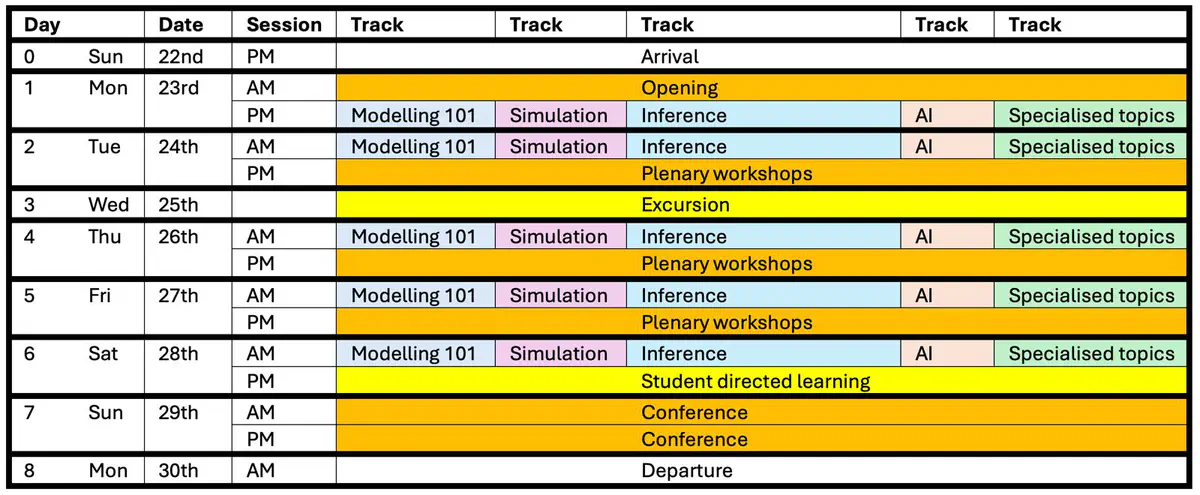 Day Date Session Track Track Track Track Track
0 Sun 22nd PM Arrival
1 Mon 23rd AM Opening
PM Modelling 101 Simulation Inference AI Specialised topics
2 Tue 24th AM Modelling 101 Simulation Inference AI Specialised topics
PM Plenary workshops
3 Wed 25th Excursion
4 Thu 26th AM Modelling 101 Simulation Inference AI Specialised topics
PM Plenary workshops
5 Fri 27th AM Modelling 101 Simulation Inference AI Specialised topics
PM Plenary workshops
6 Sat 28th AM Modelling 101 Simulation Inference AI Specialised topics
PM Student directed learning
7 Sun 29th AM Conference
PM Conference
8 Mon 30th AM Departure